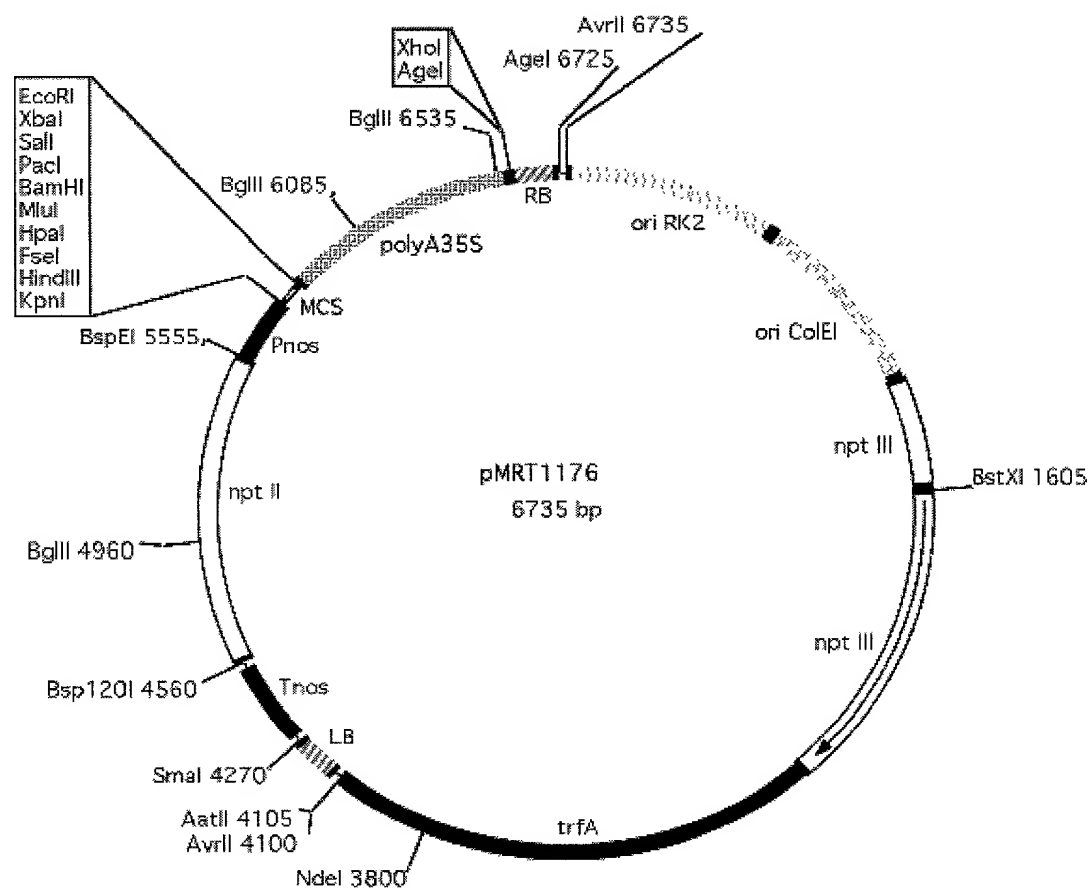 AvrII 6735
XhoI
AgeI
AgeI 6725
EcoRI
XbaI
SalI
PacI
BamHI
MluI
HpaI
FseI
HindIII
KpnI
BglII 6535
BglII 6085
RB
ori RK2
polyA35S
MCS
BspEI 5555
Pnos
ori ColEI
npt III
pMRT1176
6735 bp
BstXI 1605
npt II
BglII 4960
npt III
Bsp120I 4560
Tnos
LB
SmaI 4270
AatII 4105
AvrII 4100
trfA
NdeI 3800